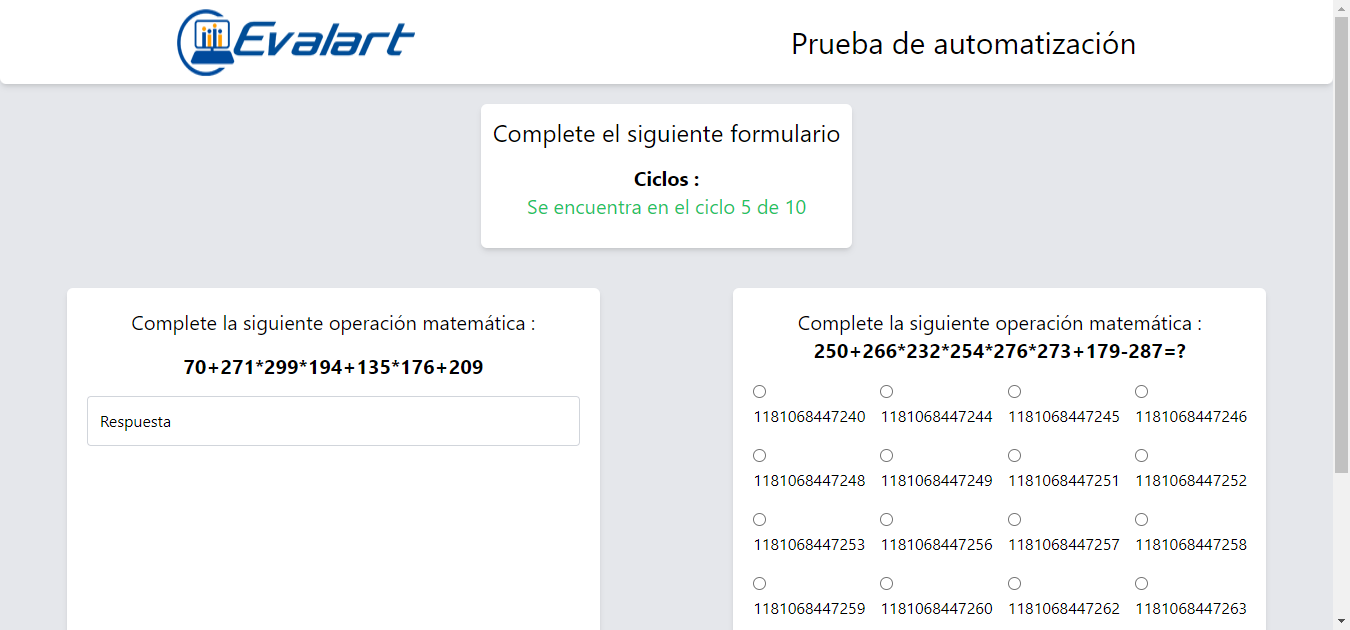 Evalart
Prueba de automatización
Complete el siguiente formulario
Ciclos :
Se encuentra en el ciclo 5 de 10
Complete la siguiente operación matemática :
70+271*299*194+135*176+209
Respuesta
Complete la siguiente operación matemática :
250+266*232*254*276*273+179-287=?
1181068447240 1181068447244 1181068447245 1181068447246
1181068447248 1181068447249 1181068447251 1181068447252
1181068447253 1181068447256 1181068447257 1181068447258
1181068447259 1181068447260 1181068447262 1181068447263